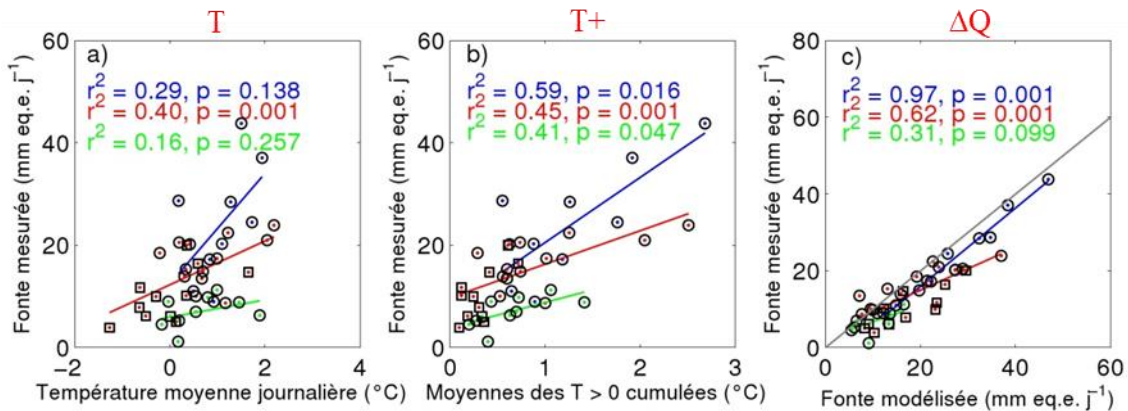 T
T+
ΔQ
a)
r² = 0.29, p = 0.138
r² = 0.40, p = 0.001
r² = 0.16, p = 0.257
Fonte mesurée (mm eq.e. j⁻¹)
60
40
20
0
−2
0
2
4
Température moyenne journalière (°C)
b)
r² = 0.59, p = 0.016
r² = 0.45, p = 0.001
r² = 0.41, p = 0.047
Fonte mesurée (mm eq.e. j⁻¹)
60
40
20
0
0
1
2
3
Moyennes des T > 0 cumulées (°C)
c)
r² = 0.97, p = 0.001
r² = 0.62, p = 0.001
r² = 0.31, p = 0.099
Fonte mesurée (mm eq.e. j⁻¹)
80
60
40
20
0
0
20
40
60
Fonte modélisée (mm eq.e. j⁻¹)